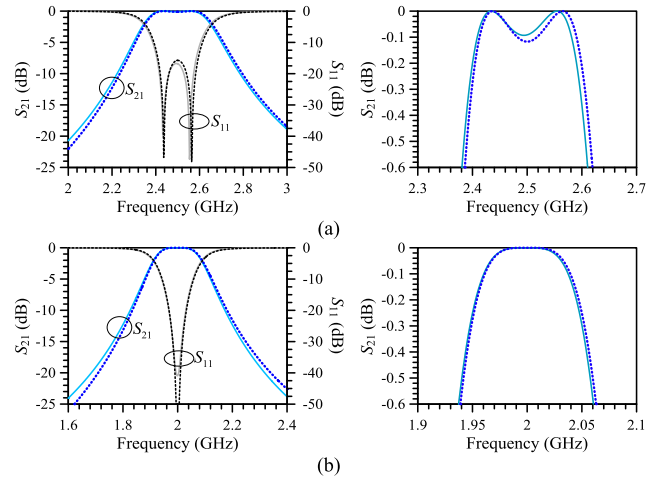 (a)
S21 (dB)
0
-5
-10
-15
-20
-25
S21
S11
0
-10
-20
-30
-40
-50
S11 (dB)
2 2.2 2.4 2.6 2.8 3
Frequency (GHz)
S21 (dB)
0
-0.1
-0.2
-0.3
-0.4
-0.5
-0.6
2.3 2.4 2.5 2.6 2.7
Frequency (GHz)
(b)
S21 (dB)
0
-5
-10
-15
-20
-25
S21
S11
0
-10
-20
-30
-40
-50
S11 (dB)
1.6 1.8 2 2.2 2.4
Frequency (GHz)
S21 (dB)
0
-0.1
-0.2
-0.3
-0.4
-0.5
-0.6
1.9 1.95 2 2.05 2.1
Frequency (GHz)